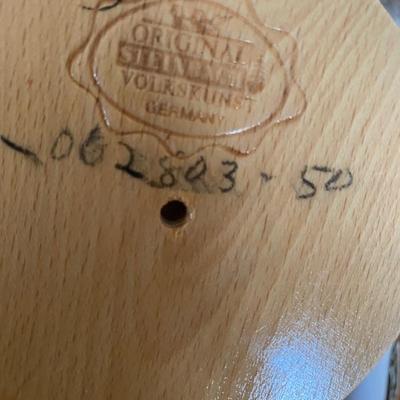 ORIGINAL
STEINBACH
VOLKSKUNST
GERMANY
-062803-50